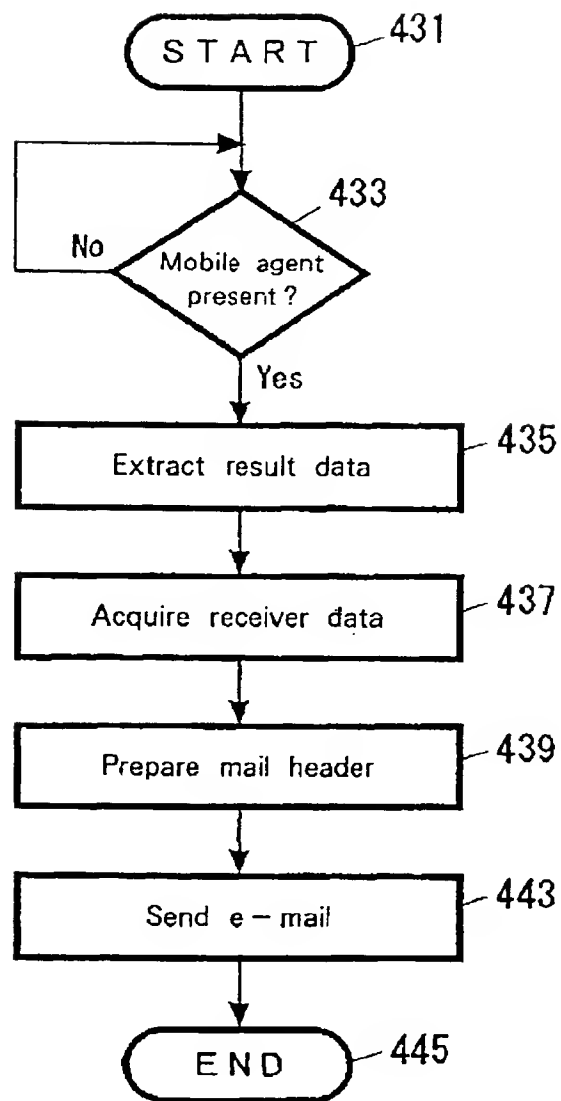 START
431
433
No
Mobile agent
present?
Yes
Extract result data
435
Acquire receiver data
437
Prepare mail header
439
Send e-mail
443
END
445